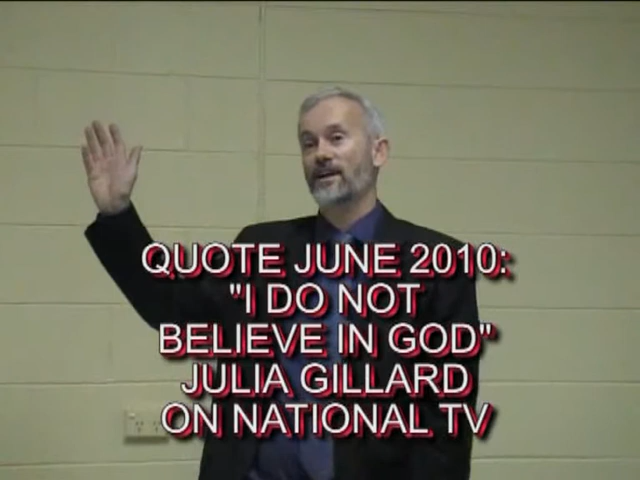 QUOTE JUNE 2010:
"I DO NOT
BELIEVE IN GOD"
JULIA GILLARD
ON NATIONAL TV